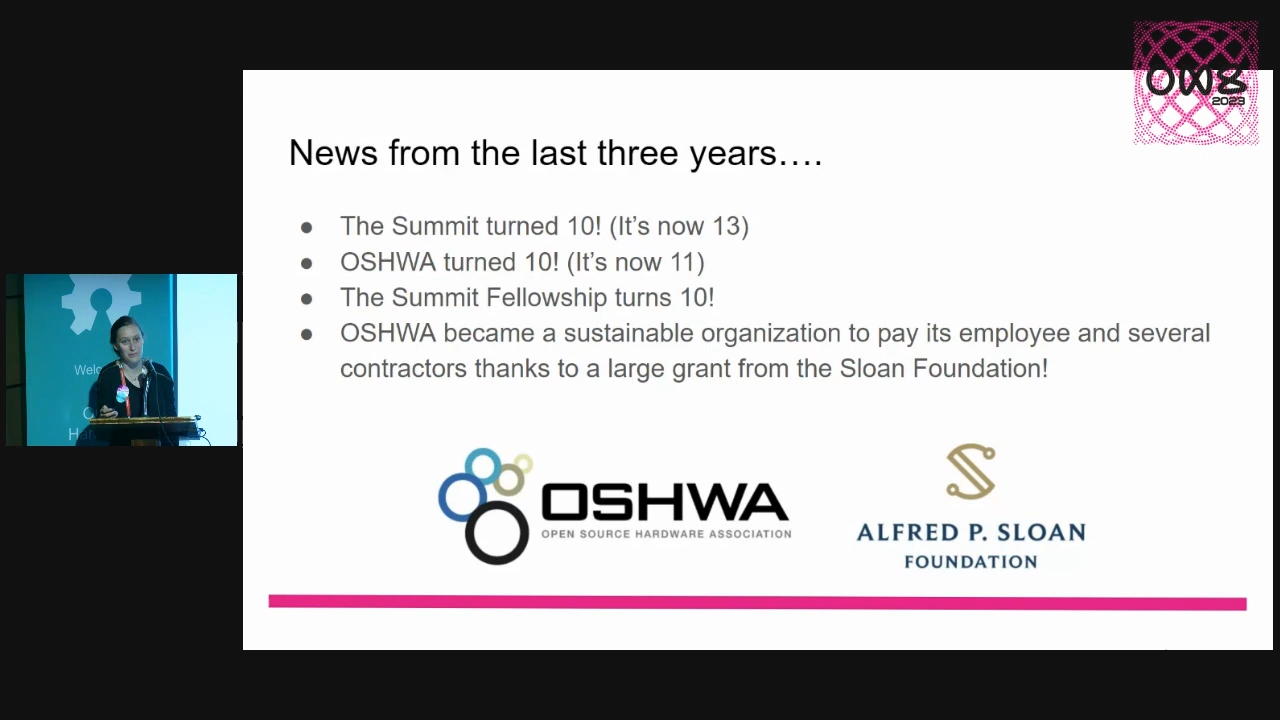 OW8
2023
News from the last three years….
● The Summit turned 10! (It’s now 13)
● OSHWA turned 10! (It’s now 11)
● The Summit Fellowship turns 10!
● OSHWA became a sustainable organization to pay its employee and several
contractors thanks to a large grant from the Sloan Foundation!
OSHWA
OPEN SOURCE HARDWARE ASSOCIATION
ALFRED P. SLOAN
FOUNDATION